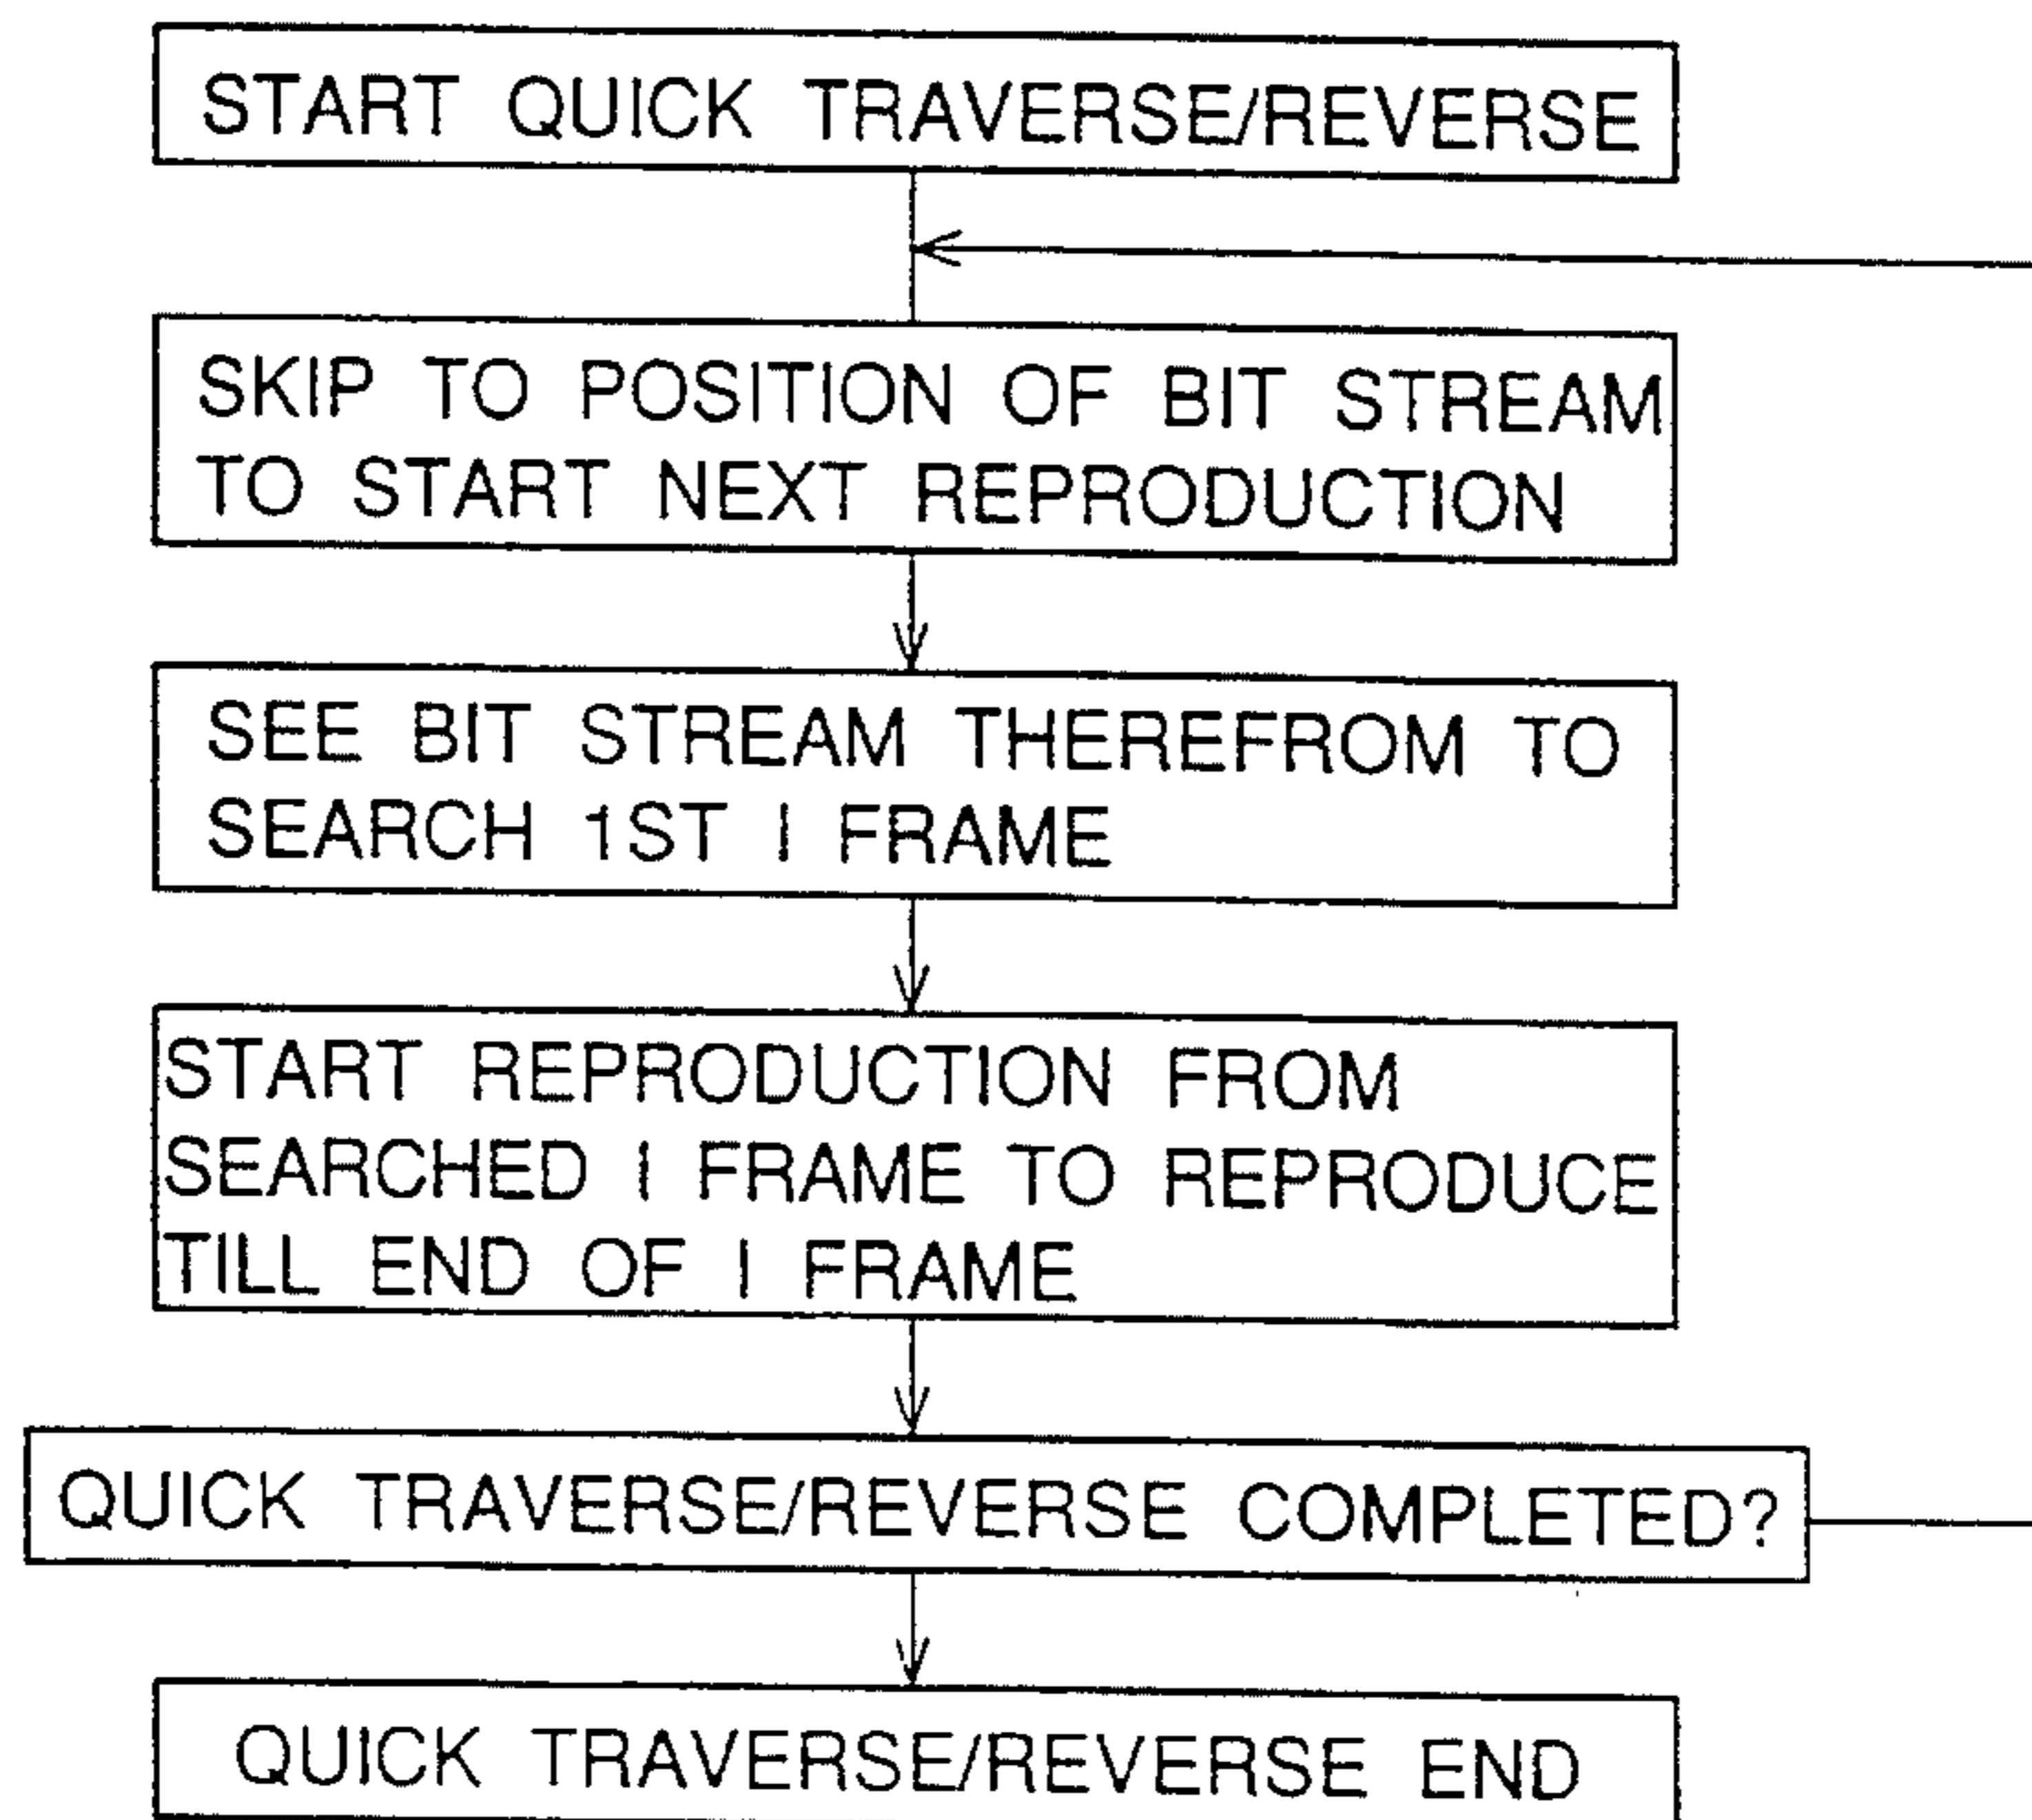 START QUICK TRAVERSE/REVERSE
SKIP TO POSITION OF BIT STREAM
TO START NEXT REPRODUCTION
SEE BIT STREAM THEREFROM TO
SEARCH 1ST I FRAME
START REPRODUCTION FROM
SEARCHED I FRAME TO REPRODUCE
TILL END OF I FRAME
QUICK TRAVERSE/REVERSE COMPLETED?
QUICK TRAVERSE/REVERSE END